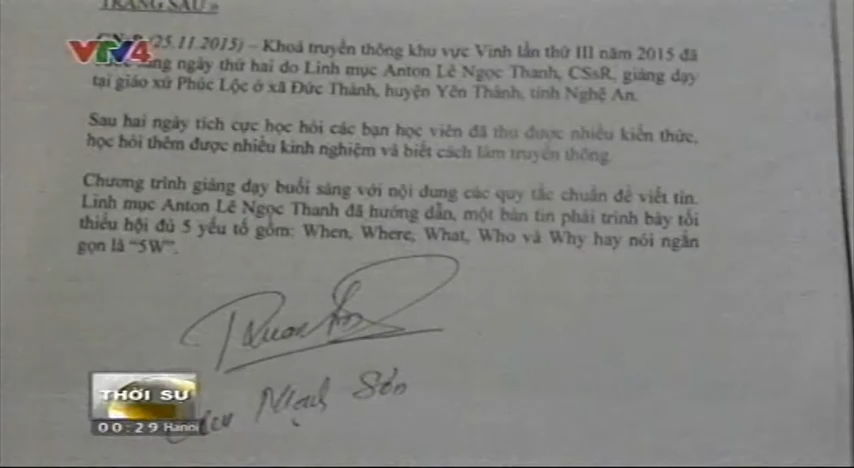 TRANG SAU »
VTV4
(25.11.2015) – Khoá truyền thông khu vực Vinh lần thứ III năm 2015 đã
sáng ngày thứ hai do Linh mục Anton Lê Ngọc Thanh, CSsR, giảng dạy
tại giáo xứ Phúc Lộc ở xã Đức Thành, huyện Yên Thành, tỉnh Nghệ An.
Sau hai ngày tích cực học hỏi các bạn học viên đã thu được nhiều kiến thức,
học hỏi thêm được nhiều kinh nghiệm và biết cách làm truyền thông.
Chương trình giảng dạy buổi sáng với nội dung các quy tắc chuẩn để viết tin.
Linh mục Anton Lê Ngọc Thanh đã hướng dẫn, một bản tin phải trình bày tối
thiểu hội đủ 5 yếu tố gồm: When, Where, What, Who và Why hay nói ngắn
gọn là “5W”.
THỜI SỰ
00:29 Hanoi